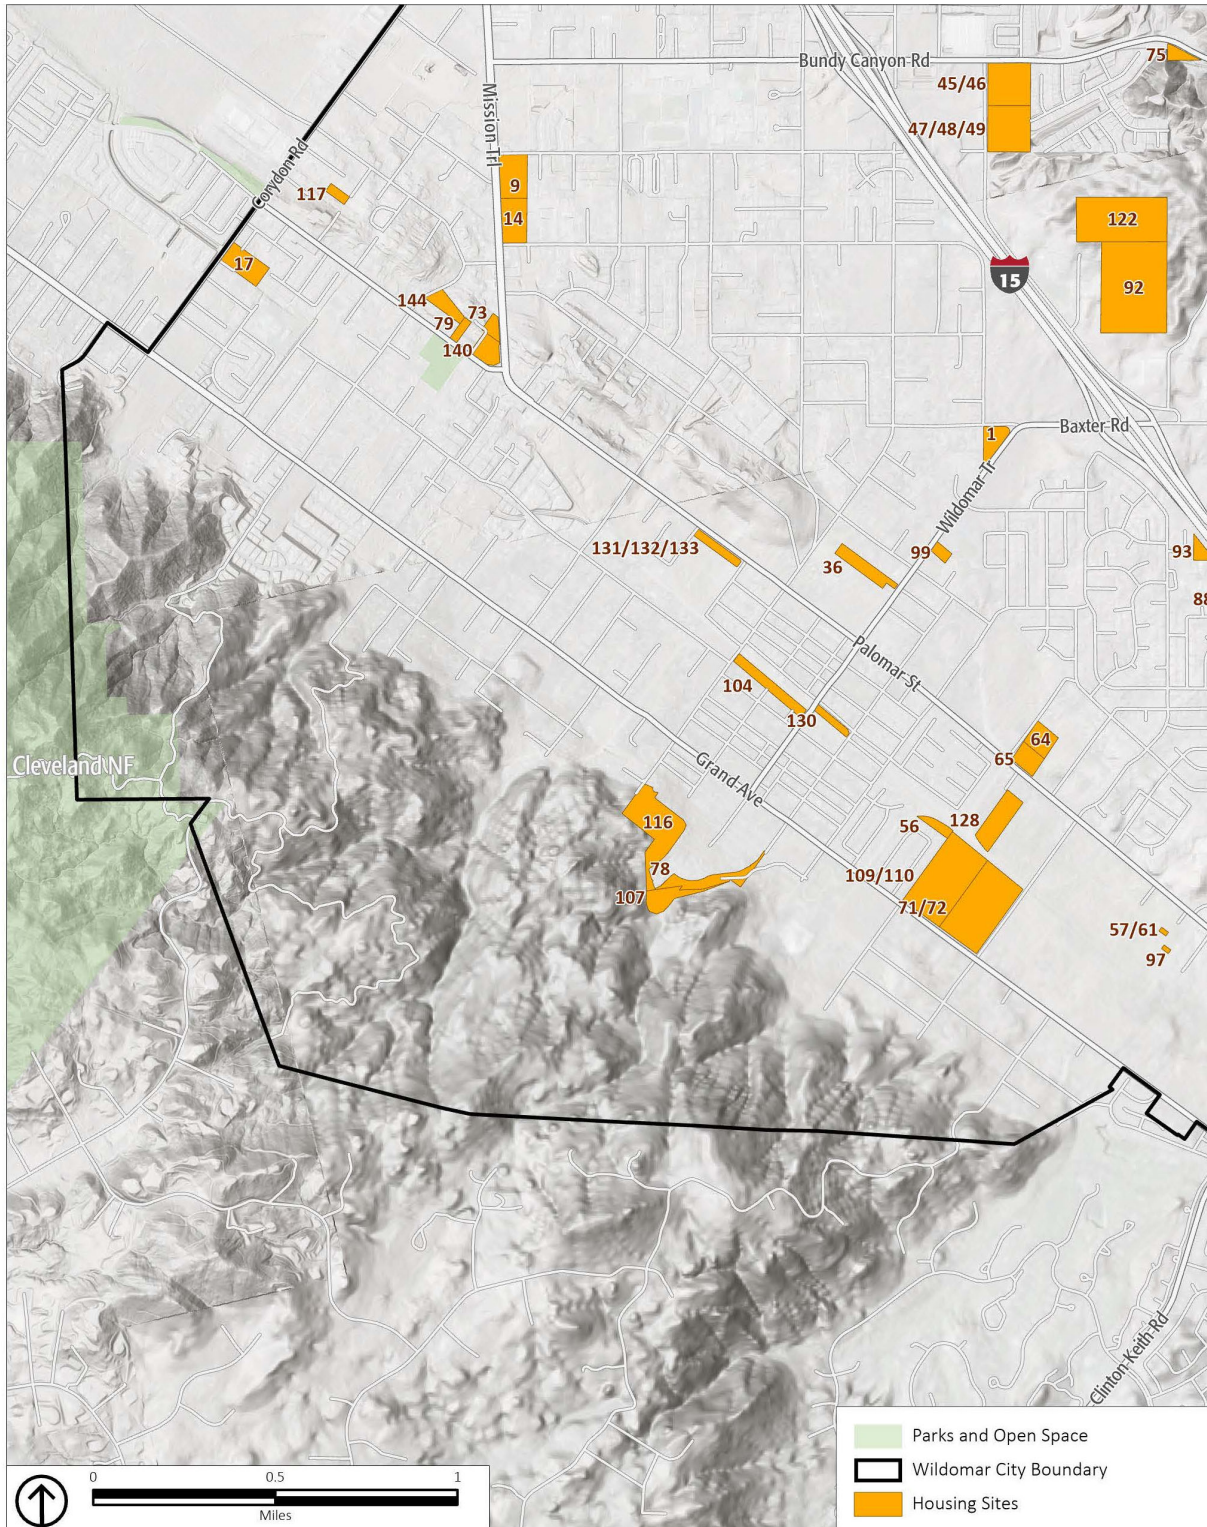 Bundy Canyon Rd
75
45/46
Mission Trl
47/48/49
Corydon Rd
117
9
14
122
17
15
92
144
73
79
140
1
Baxter Rd
Wildomar Tr
131/132/133
99
93
36
88
Palomar St
104
130
64
65
Cleveland NF
Grand Ave
116
56
128
78
109/110
107
71/72
57/61
97
Clinton Keith Rd
Parks and Open Space
Wildomar City Boundary
Housing Sites
0 0.5 1
Miles